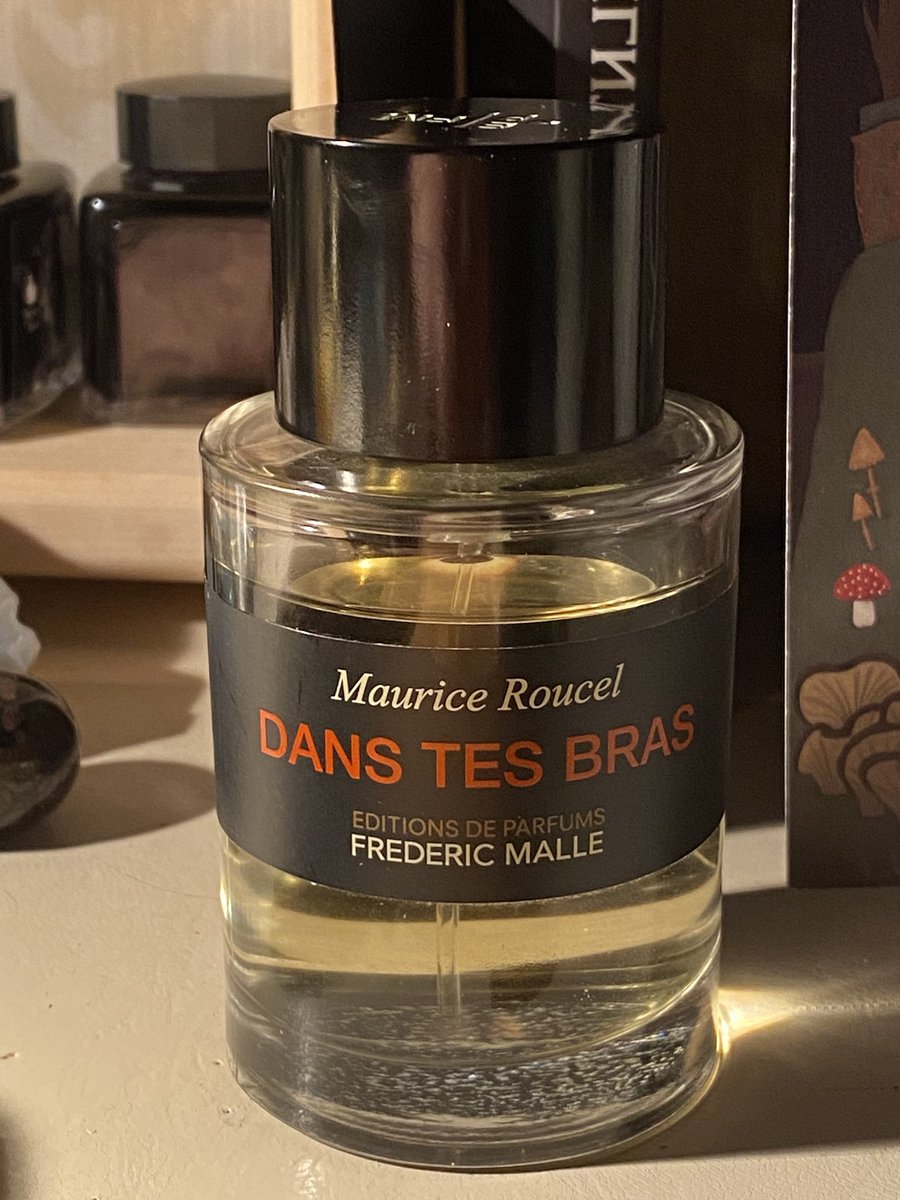 Maurice Roucel
DANS TES BRAS
EDITIONS DE PARFUMS
FREDERIC MALLE